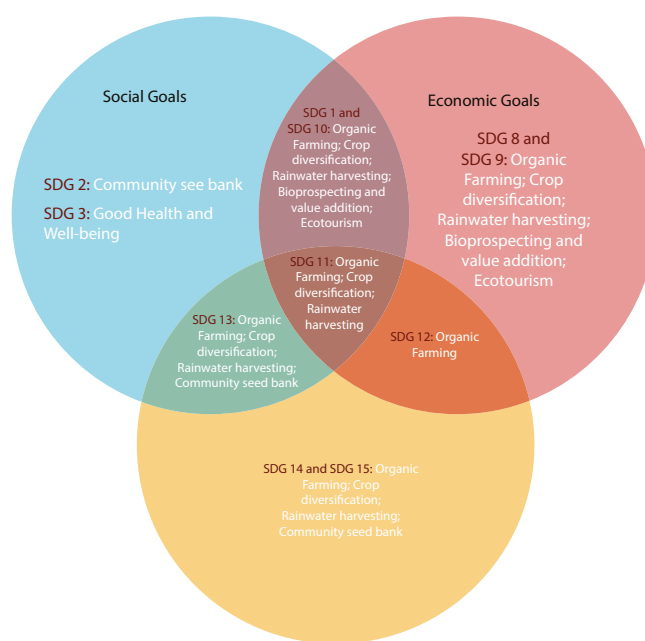 Social Goals
Economic Goals
SDG 2: Community see bank
SDG 3: Good Health and
Well-being
SDG 1 and
SDG 10: Organic
Farming; Crop
diversification;
Rainwater harvesting;
Bioprospecting and
value addition;
Ecotourism
SDG 8 and
SDG 9: Organic
Farming; Crop
diversification;
Rainwater harvesting;
Bioprospecting and
value addition;
Ecotourism
SDG 11: Organic
Farming; Crop
diversification;
Rainwater
harvesting
SDG 13: Organic
Farming; Crop
diversification;
Rainwater harvesting;
Community seed bank
SDG 12: Organic
Farming
SDG 14 and SDG 15: Organic
Farming; Crop
diversification;
Rainwater harvesting;
Community seed bank